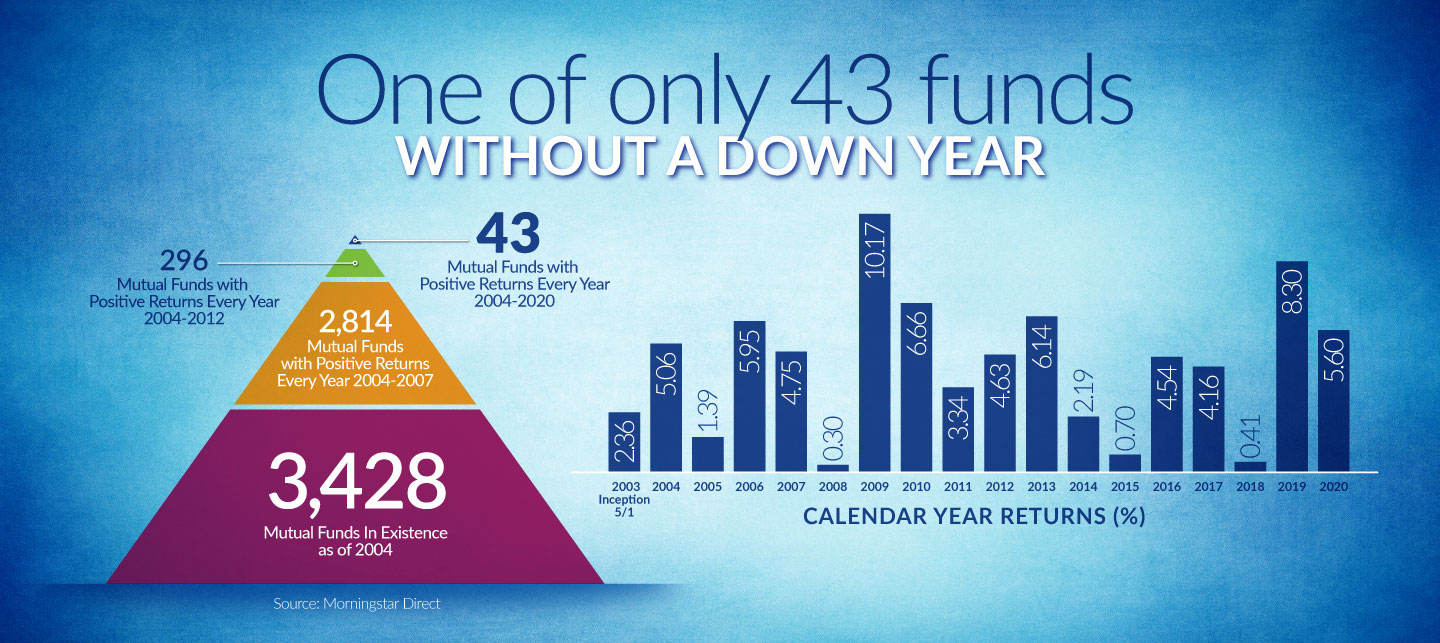 One of only 43 funds
WITHOUT A DOWN YEAR
296
Mutual Funds with
Positive Returns Every Year
2004-2012
43
Mutual Funds with
Positive Returns Every Year
2004-2020
2,814
Mutual Funds
with Positive Returns
Every Year 2004-2007
3,428
Mutual Funds In Existence
as of 2004
Source: Morningstar Direct
2.36
5.06
1.39
5.95
4.75
0.30
10.17
6.66
3.34
4.63
6.14
2.19
0.70
4.54
4.16
0.41
8.30
5.60
2003 2004 2005 2006 2007 2008 2009 2010 2011 2012 2013 2014 2015 2016 2017 2018 2019 2020
Inception
5/1
CALENDAR YEAR RETURNS (%)